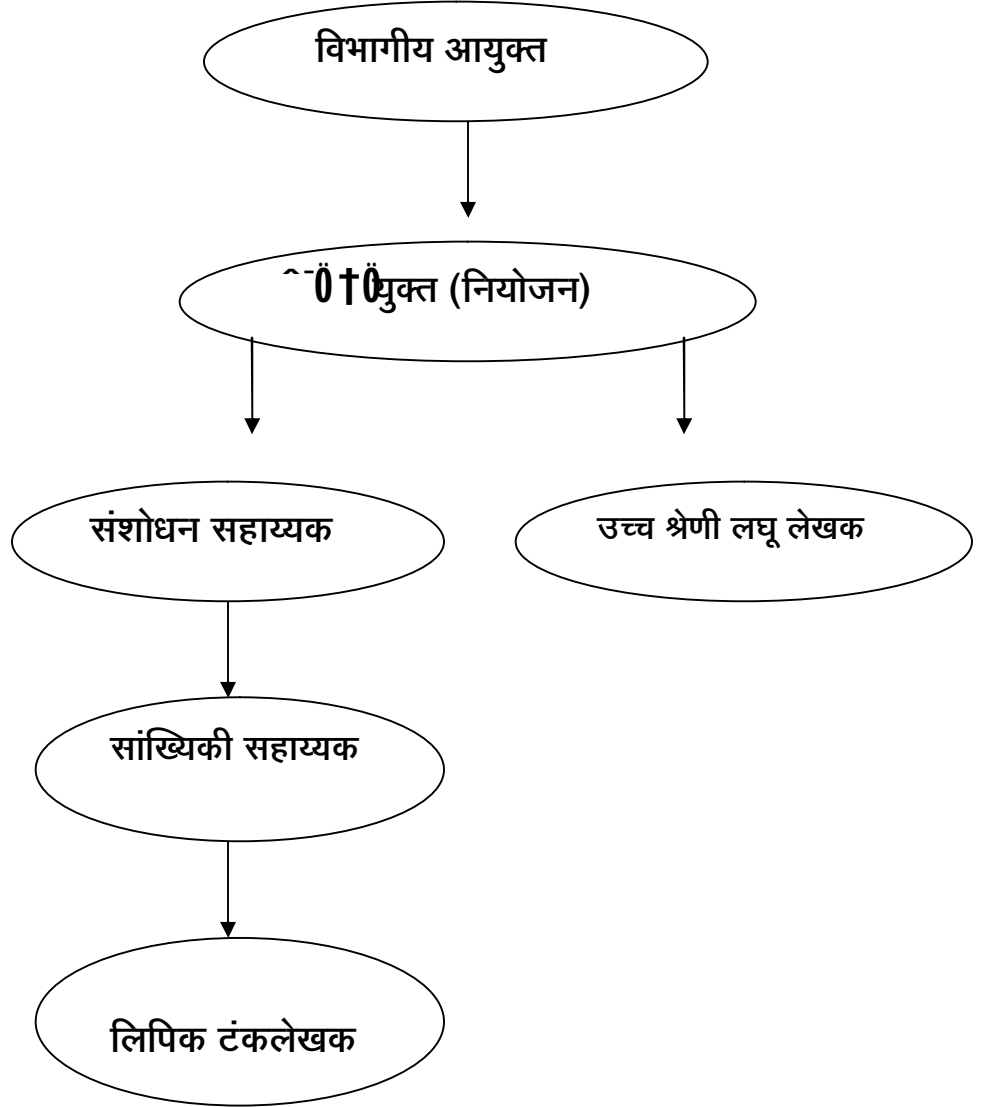 विभागीय आयुक्त
(नियोजन)
संशोधन सहाय्यक
उच्च श्रेणी लघू लेखक
सांख्यिकी सहाय्यक
लिपिक टंकलेखक